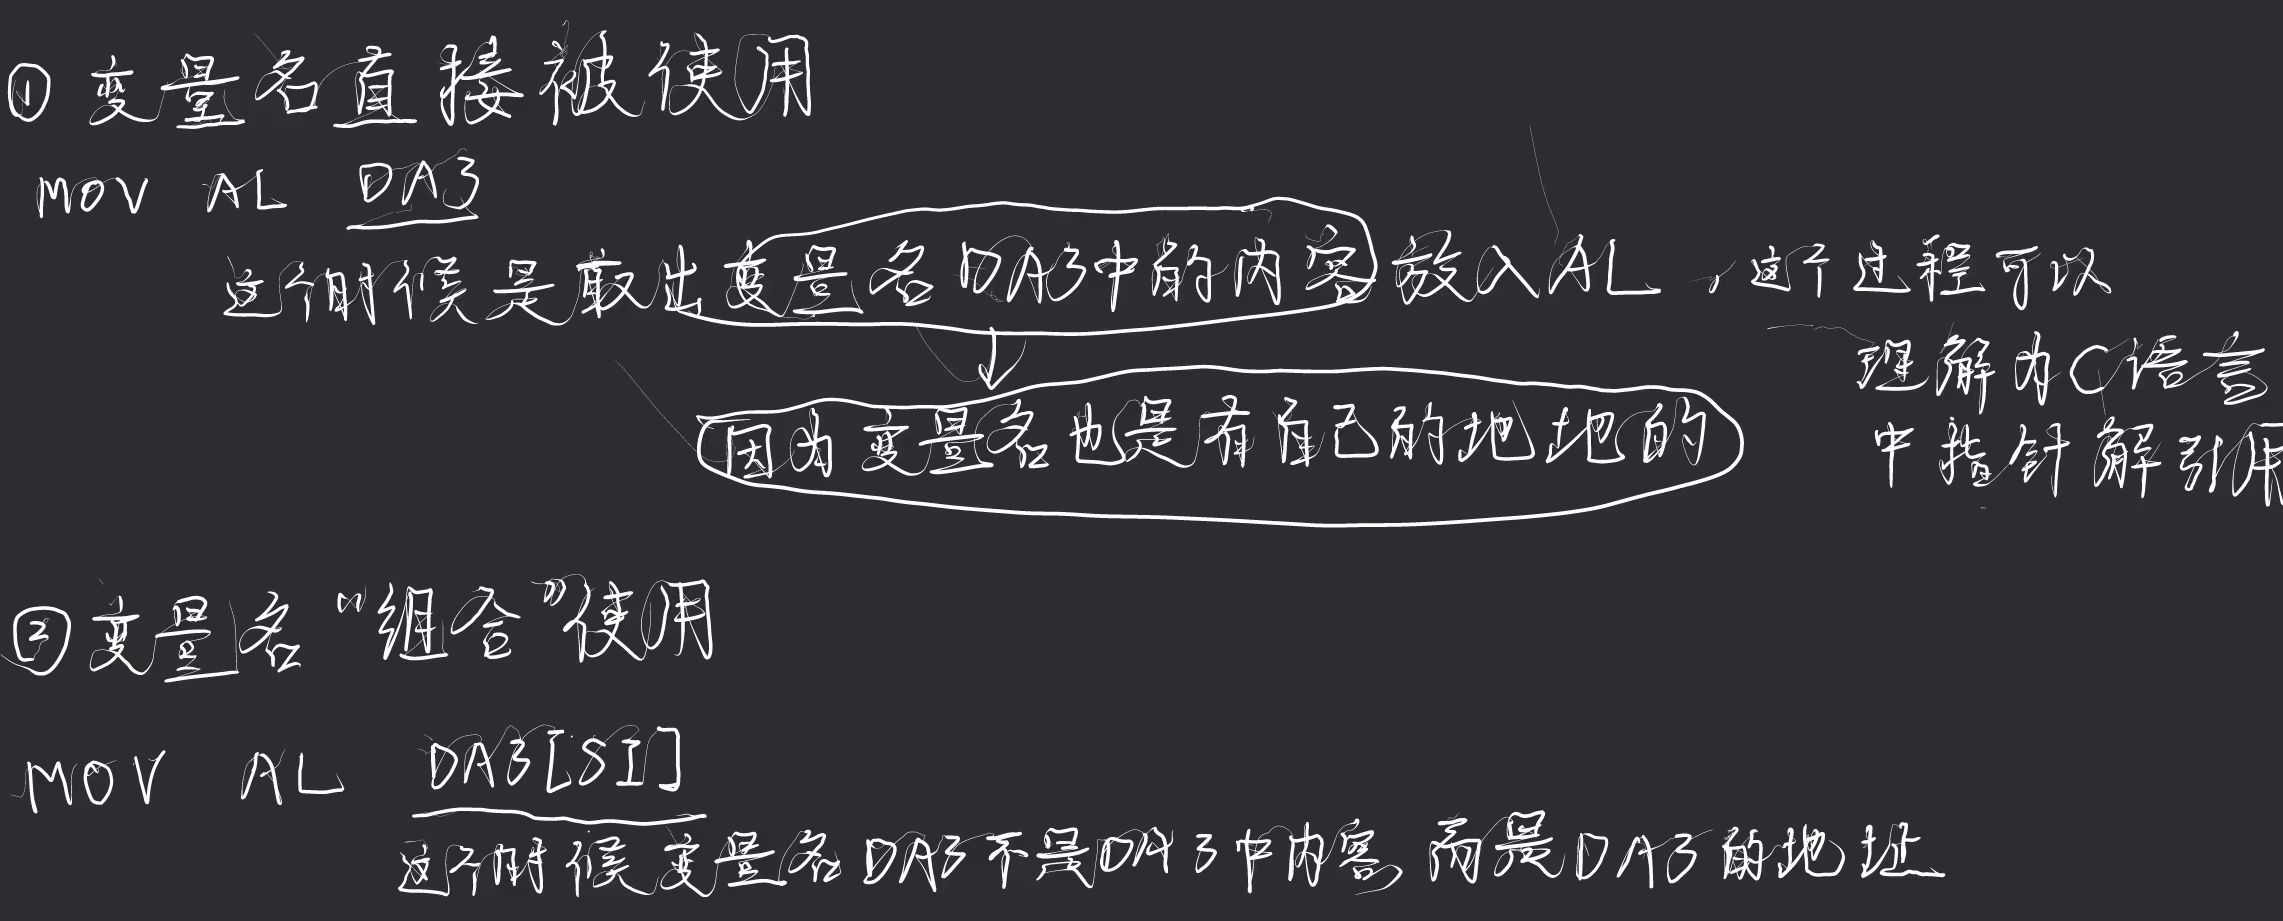 ① 变量名直接被使用
MOV AL DA3
这个时候是取出变量名DA3中的内容放入AL，这个过程可以
理解为C语言
中指针解引用
因为变量名也是有自己的地地的
② 变量名“组合”使用
MOV AL DA3[SI]
这个时候变量名DA3不是DA3中内容而是DA3的地址